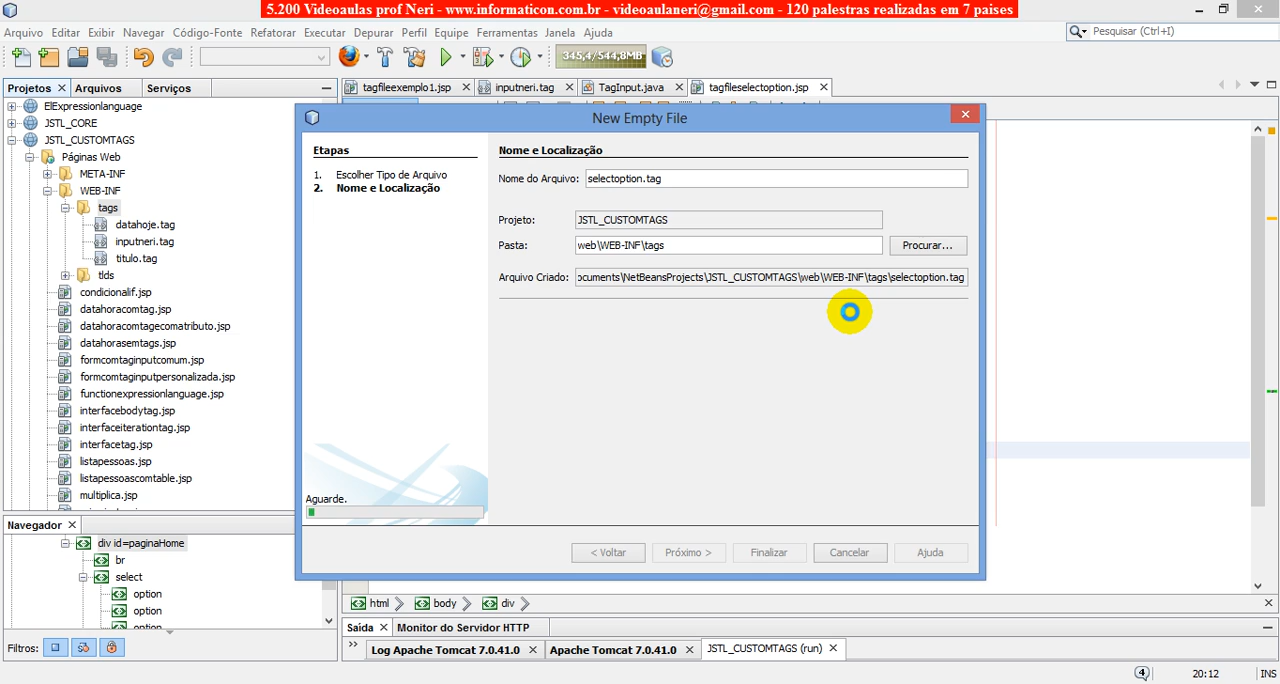 5.200 Videoaulas prof Neri - www.informaticon.com.br - videoaulaneri@gmail.com - 120 palestras realizadas em 7 paises
Arquivo Editar Exibir Navegar Código-Fonte Refatorar Executar Depurar Perfil Equipe Ferramentas Janela Ajuda
Pesquisar (Ctrl+I)
345,4/544,8MB
Projetos Arquivos Serviços
tagfileexemplo1.jsp inputneri.tag TagInput.java tagfileselectoption.jsp
ElExpressionlanguage
JSTL_CORE
JSTL_CUSTOMTAGS
Páginas Web
META-INF
WEB-INF
tags
datahoje.tag
inputneri.tag
titulo.tag
tlds
condicionalif.jsp
datahoracomtag.jsp
datahoracomtagecomatributo.jsp
datahorasemtags.jsp
formcomtaginputcomum.jsp
formcomtaginputpersonalizada.jsp
functionexpressionlanguage.jsp
interfacebodytag.jsp
interfaceiterationtag.jsp
interfacetag.jsp
listapessoas.jsp
listapessoascomtable.jsp
multiplica.jsp
New Empty File
Etapas
1. Escolher Tipo de Arquivo
2. Nome e Localização
Aguarde.
Nome e Localização
Nome do Arquivo: selectoption.tag
Projeto: JSTL_CUSTOMTAGS
Pasta: web\WEB-INF\tags Procurar...
Arquivo Criado: ocuments\NetBeansProjects\JSTL_CUSTOMTAGS\web\WEB-INF\tags\selectoption.tag
< Voltar Próximo > Finalizar Cancelar Ajuda
Navegador
div id=paginaHome
br
select
option
option
option
Filtros:
html body div
Saída Monitor do Servidor HTTP
Log Apache Tomcat 7.0.41.0 Apache Tomcat 7.0.41.0 JSTL_CUSTOMTAGS (run)
4 20:12 INS